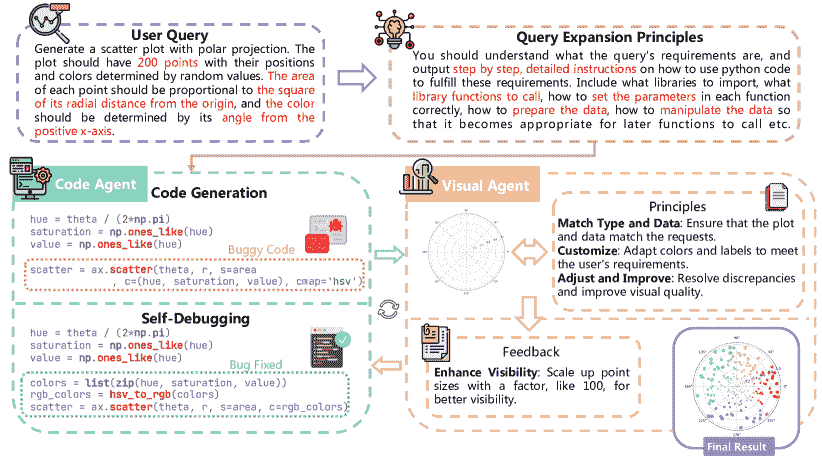 User Query
Generate a scatter plot with polar projection. The
plot should have 200 points with their positions
and colors determined by random values. The area
of each point should be proportional to the square
of its radial distance from the origin, and the color
should be determined by its angle from the
positive x-axis.
Query Expansion Principles
You should understand what the query's requirements are, and
output step by step, detailed instructions on how to use python code
to fulfill these requirements. Include what libraries to import, what
library functions to call, how to set the parameters in each function
correctly, how to prepare the data, how to manipulate the data so
that it becomes appropriate for later functions to call etc.
Code Agent
Code Generation
hue = theta / (2*np.pi)
saturation = np.ones_like(hue)
value = np.ones_like(hue)
Buggy Code
scatter = ax.scatter(theta, r, s=area
, c=(hue, saturation, value), cmap='hsv')
Self-Debugging
hue = theta / (2*np.pi)
saturation = np.ones_like(hue)
value = np.ones_like(hue)
Bug Fixed
colors = list(zip(hue, saturation, value))
rgb_colors = hsv_to_rgb(colors)
scatter = ax.scatter(theta, r, s=area, c=rgb_colors)
Visual Agent
Principles
Match Type and Data: Ensure that the plot
and data match the requests.
Customize: Adapt colors and labels to meet
the user's requirements.
Adjust and Improve: Resolve discrepancies
and improve visual quality.
Feedback
Enhance Visibility: Scale up point
sizes with a factor, like 100, for
better visibility.
Final Result